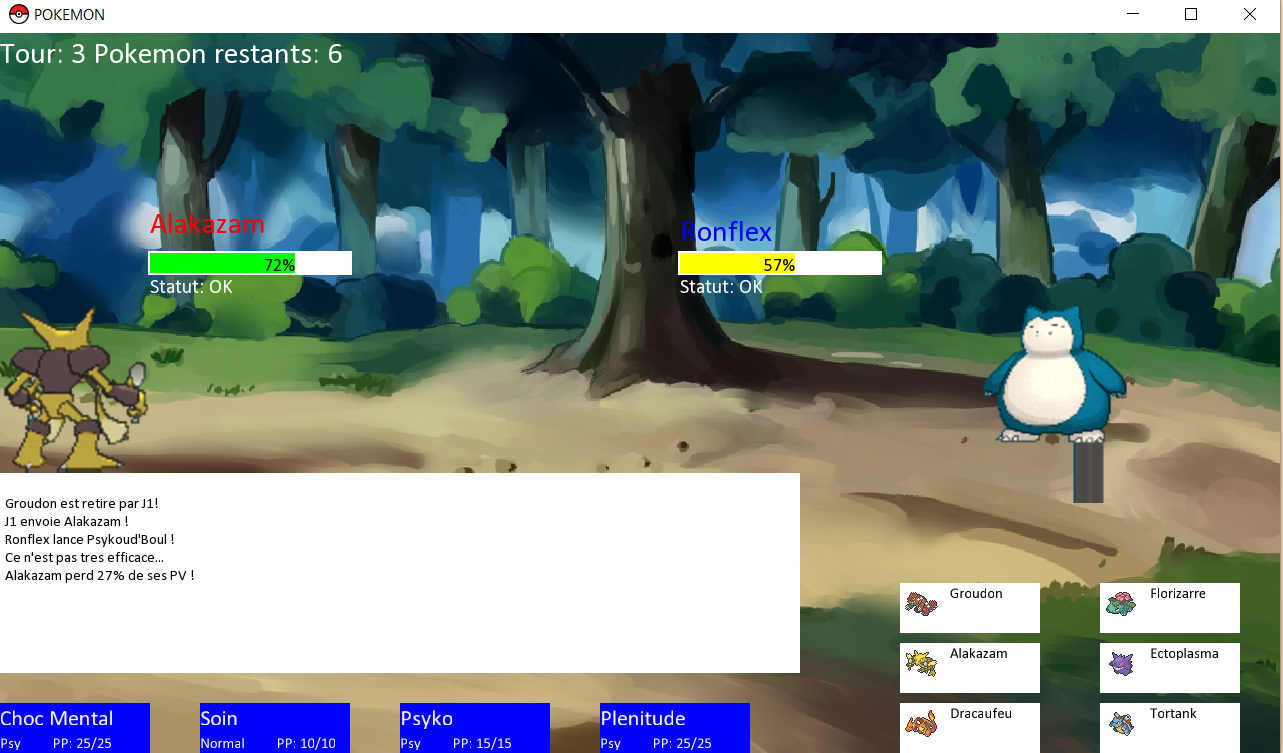 POKEMON
Tour: 3 Pokemon restants: 6
Alakazam
72%
Statut: OK
Ronflex
57%
Statut: OK
Groudon est retire par J1!
J1 envoie Alakazam !
Ronflex lance Psykoud'Boul !
Ce n'est pas tres efficace...
Alakazam perd 27% de ses PV !
Groudon
Florizarre
Alakazam
Ectoplasma
Dracaufeu
Tortank
Choc Mental
Psy PP: 25/25
Soin
Normal PP: 10/10
Psyko
Psy PP: 15/15
Plenitude
Psy PP: 25/25